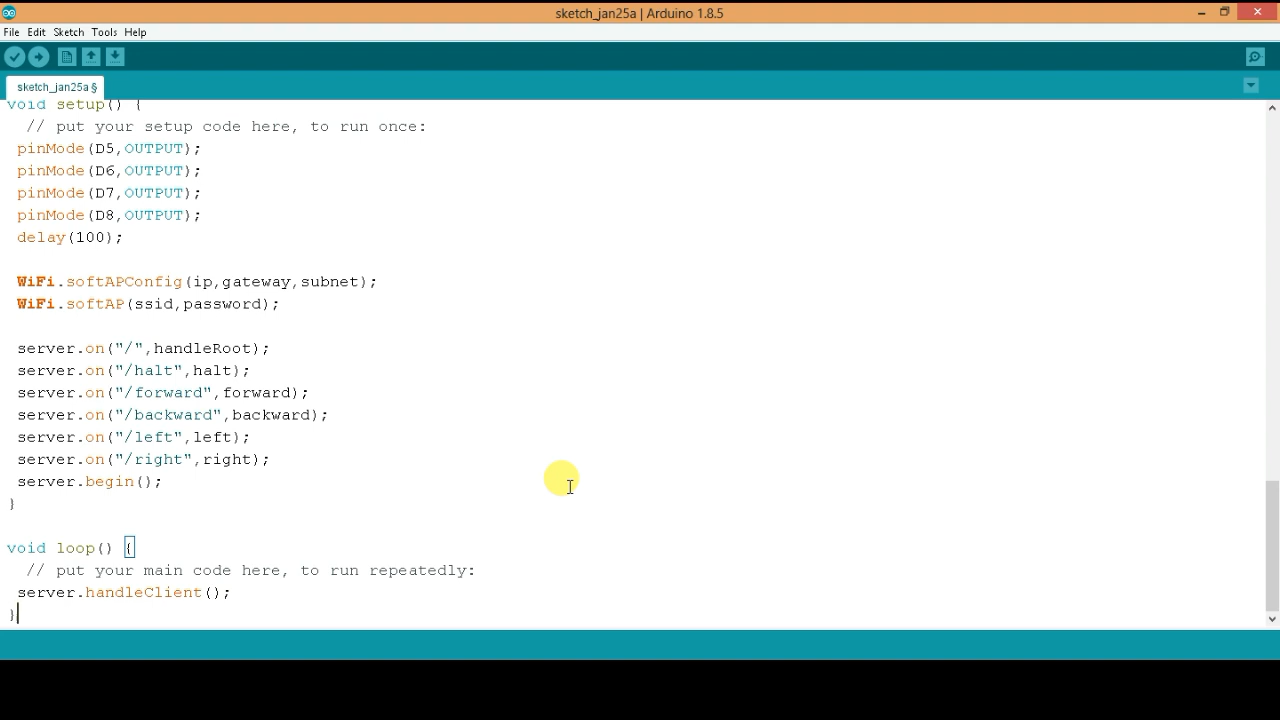 sketch_jan25a | Arduino 1.8.5
File Edit Sketch Tools Help
sketch_jan25a §
void setup() {
// put your setup code here, to run once:
pinMode(D5,OUTPUT);
pinMode(D6,OUTPUT);
pinMode(D7,OUTPUT);
pinMode(D8,OUTPUT);
delay(100);
WiFi.softAPConfig(ip,gateway,subnet);
WiFi.softAP(ssid,password);
server.on("/",handleRoot);
server.on("/halt",halt);
server.on("/forward",forward);
server.on("/backward",backward);
server.on("/left",left);
server.on("/right",right);
server.begin();
}
void loop() {
// put your main code here, to run repeatedly:
server.handleClient();
}